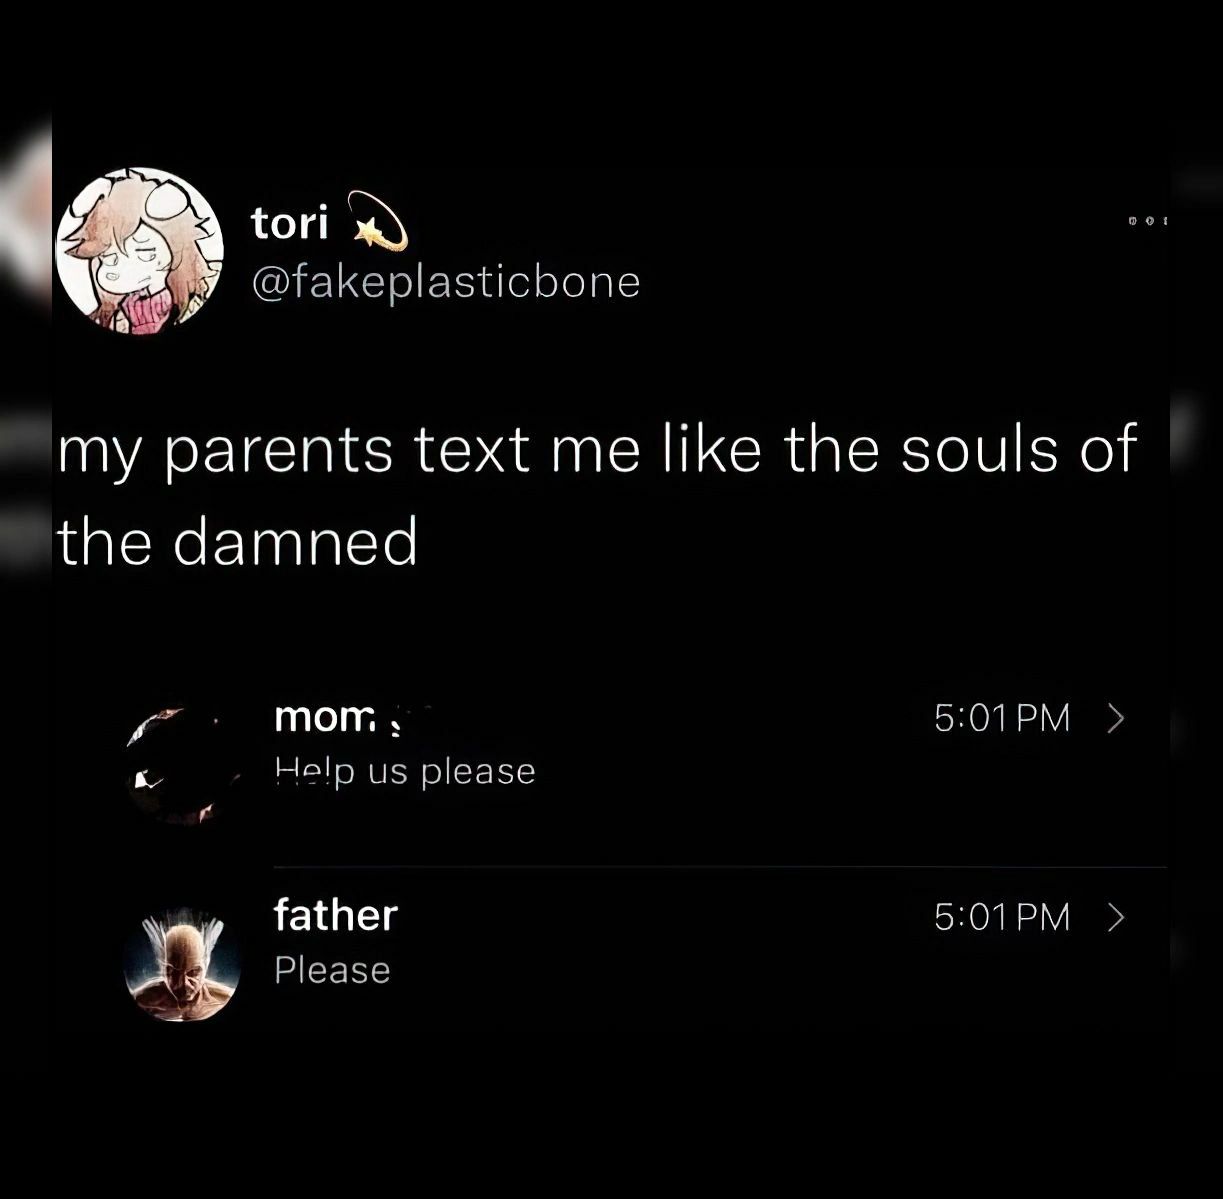 tori 💫
@fakeplasticbone
my parents text me like the souls of
the damned
mom
5:01 PM
Help us please
father
5:01 PM
Please